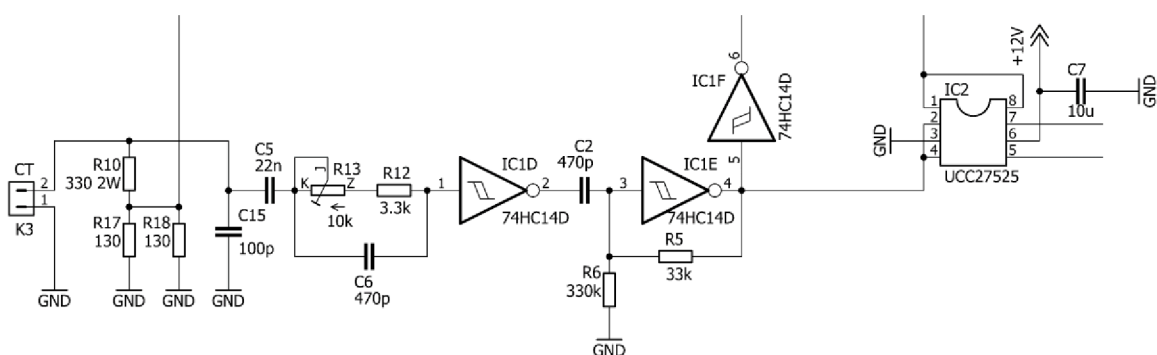 CT
2
1
K3
R10
330 2W
R17
130
R18
130
GND
GND
GND
C15
100p
GND
C5
22n
K
R13
Z
J
10k
R12
3.3k
C6
470p
1
IC1D
2
74HC14D
C2
470p
3
IC1E
4
74HC14D
R5
33k
R6
330k
GND
IC1F
6
5
74HC14D
+12V
C7
10u
GND
IC2
1
2
3
4
8
7
6
5
GND
UCC27525